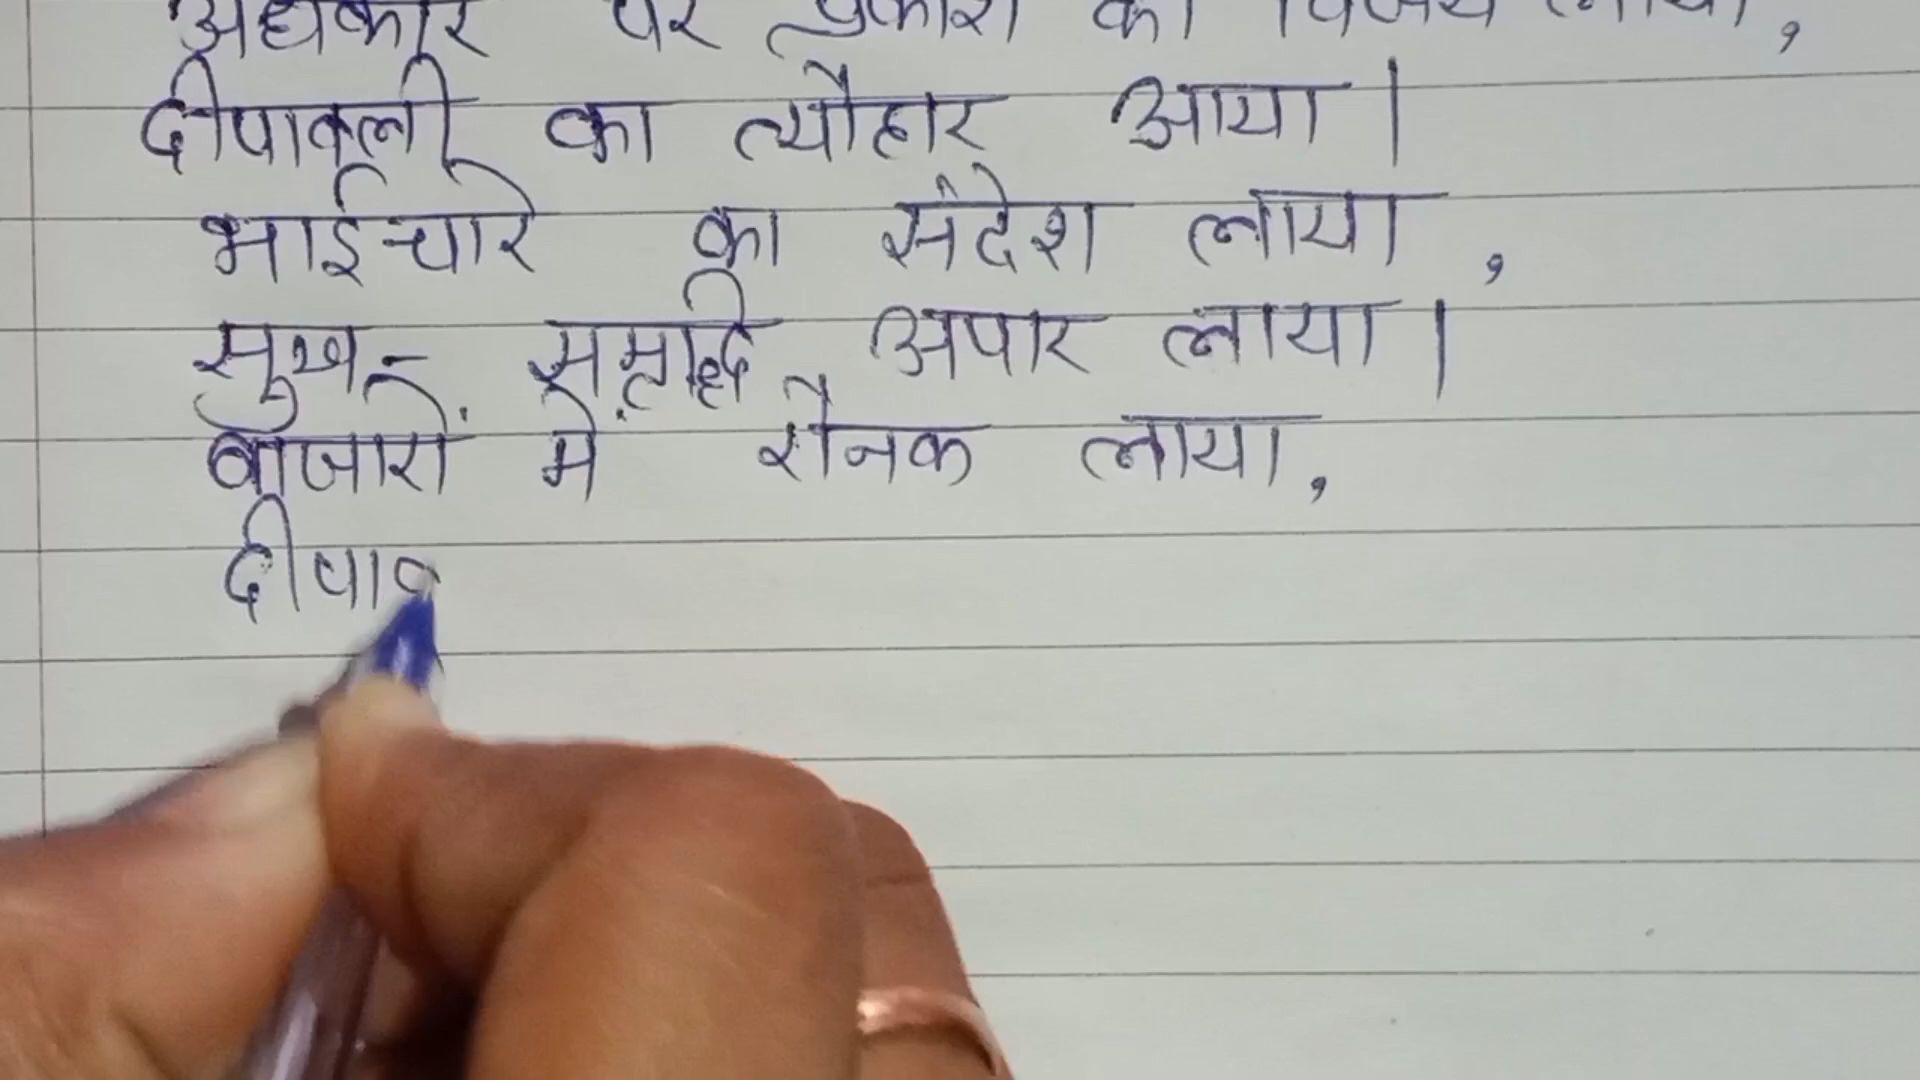 अंधकार पर प्रकाश की विजय लाया,
दीपावली का त्यौहार आया।
भाईचारे का संदेश लाया,
सुख- समृद्धि अपार लाया।
बाजारों में रौनक लाया,
दीपाव